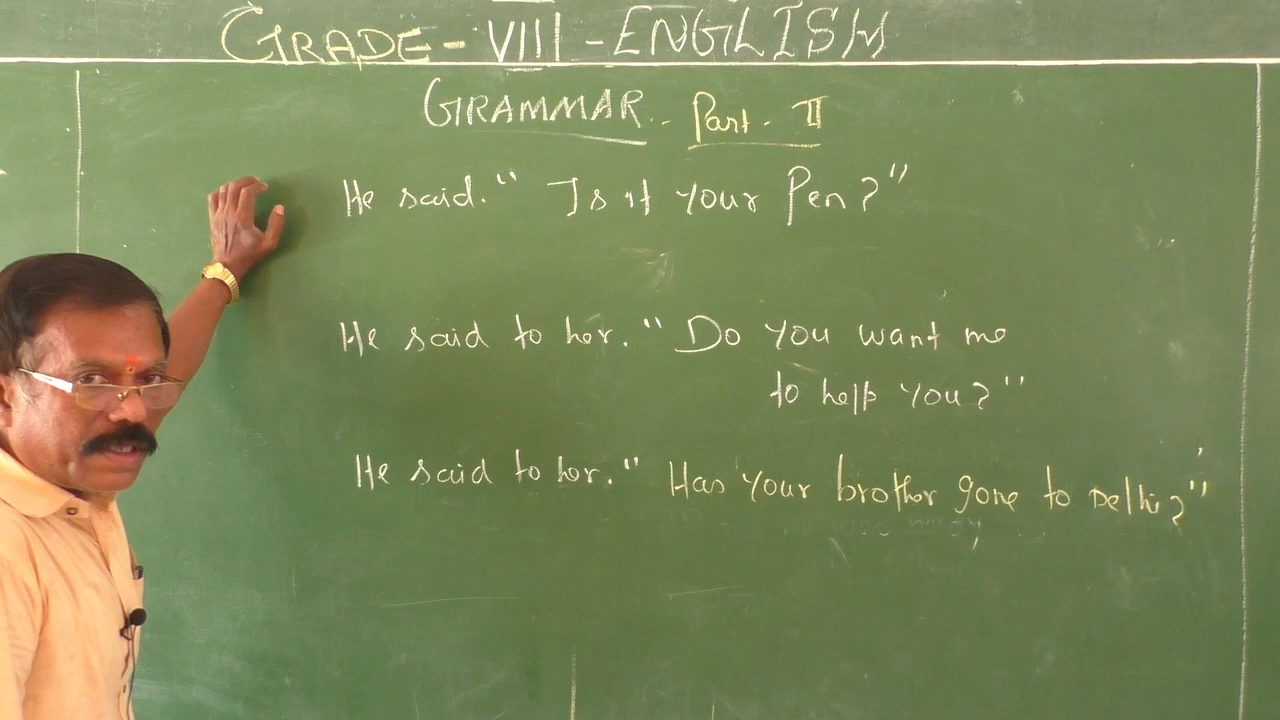 GRADE - VIII - ENGLISH
GRAMMAR.. Part - II
He said." Is it your Pen?"
He said to her." Do you want me
to help you?"
He said to her." Has your brother gone to Delhi?"